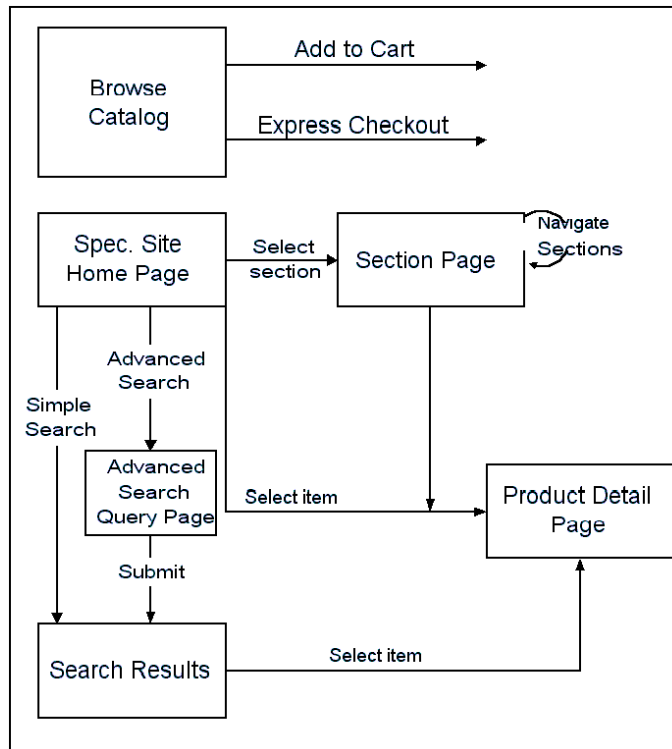 Browse
Catalog
Add to Cart
Express Checkout
Spec. Site
Home Page
Select
section
Section Page
Navigate
Sections
Advanced
Search
Simple
Search
Advanced
Search
Query Page
Select item
Product Detail
Page
Submit
Search Results
Select item